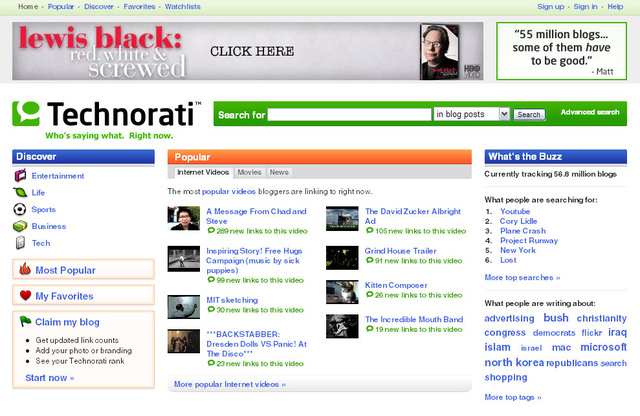 Home · Popular · Discover · Favorites · Watchlists
Sign up · Sign in · Help
lewis black:
red, white &
screwed
CLICK HERE
HBO
VIDEO
"55 million blogs...
some of them have
to be good."
- Matt
Technorati™
Who's saying what. Right now.
Search for
in blog posts
Search
Advanced search
Discover
Entertainment
Life
Sports
Business
Tech
Most Popular
My Favorites
Claim my blog
Get updated link counts
Add your photo or branding
See your Technorati rank
Start now »
Popular
Internet Videos
Movies
News
The most popular videos bloggers are linking to right now.
A Message From Chad and
Steve
289 new links to this video
Inspiring Story! Free Hugs
Campaign (music by sick
puppies)
99 new links to this video
MIT sketching
30 new links to this video
***BACKSTABBER:
Dresden Dolls VS Panic! At
The Disco***
23 new links to this video
The David Zucker Albright
Ad
105 new links to this video
Grind House Trailer
91 new links to this video
Kitten Composer
26 new links to this video
The Incredible Mouth Band
19 new links to this video
More popular Internet videos »
What's the Buzz
Currently tracking 56.8 million blogs
What people are searching for:
1. Youtube
2. Cory Lidle
3. Plane Crash
4. Project Runway
5. New York
6. Lost
More top searches »
What people are writing about:
advertising bush christianity
congress democrats flickr iraq
islam israel mac microsoft
north korea republicans search
shopping
More top tags »